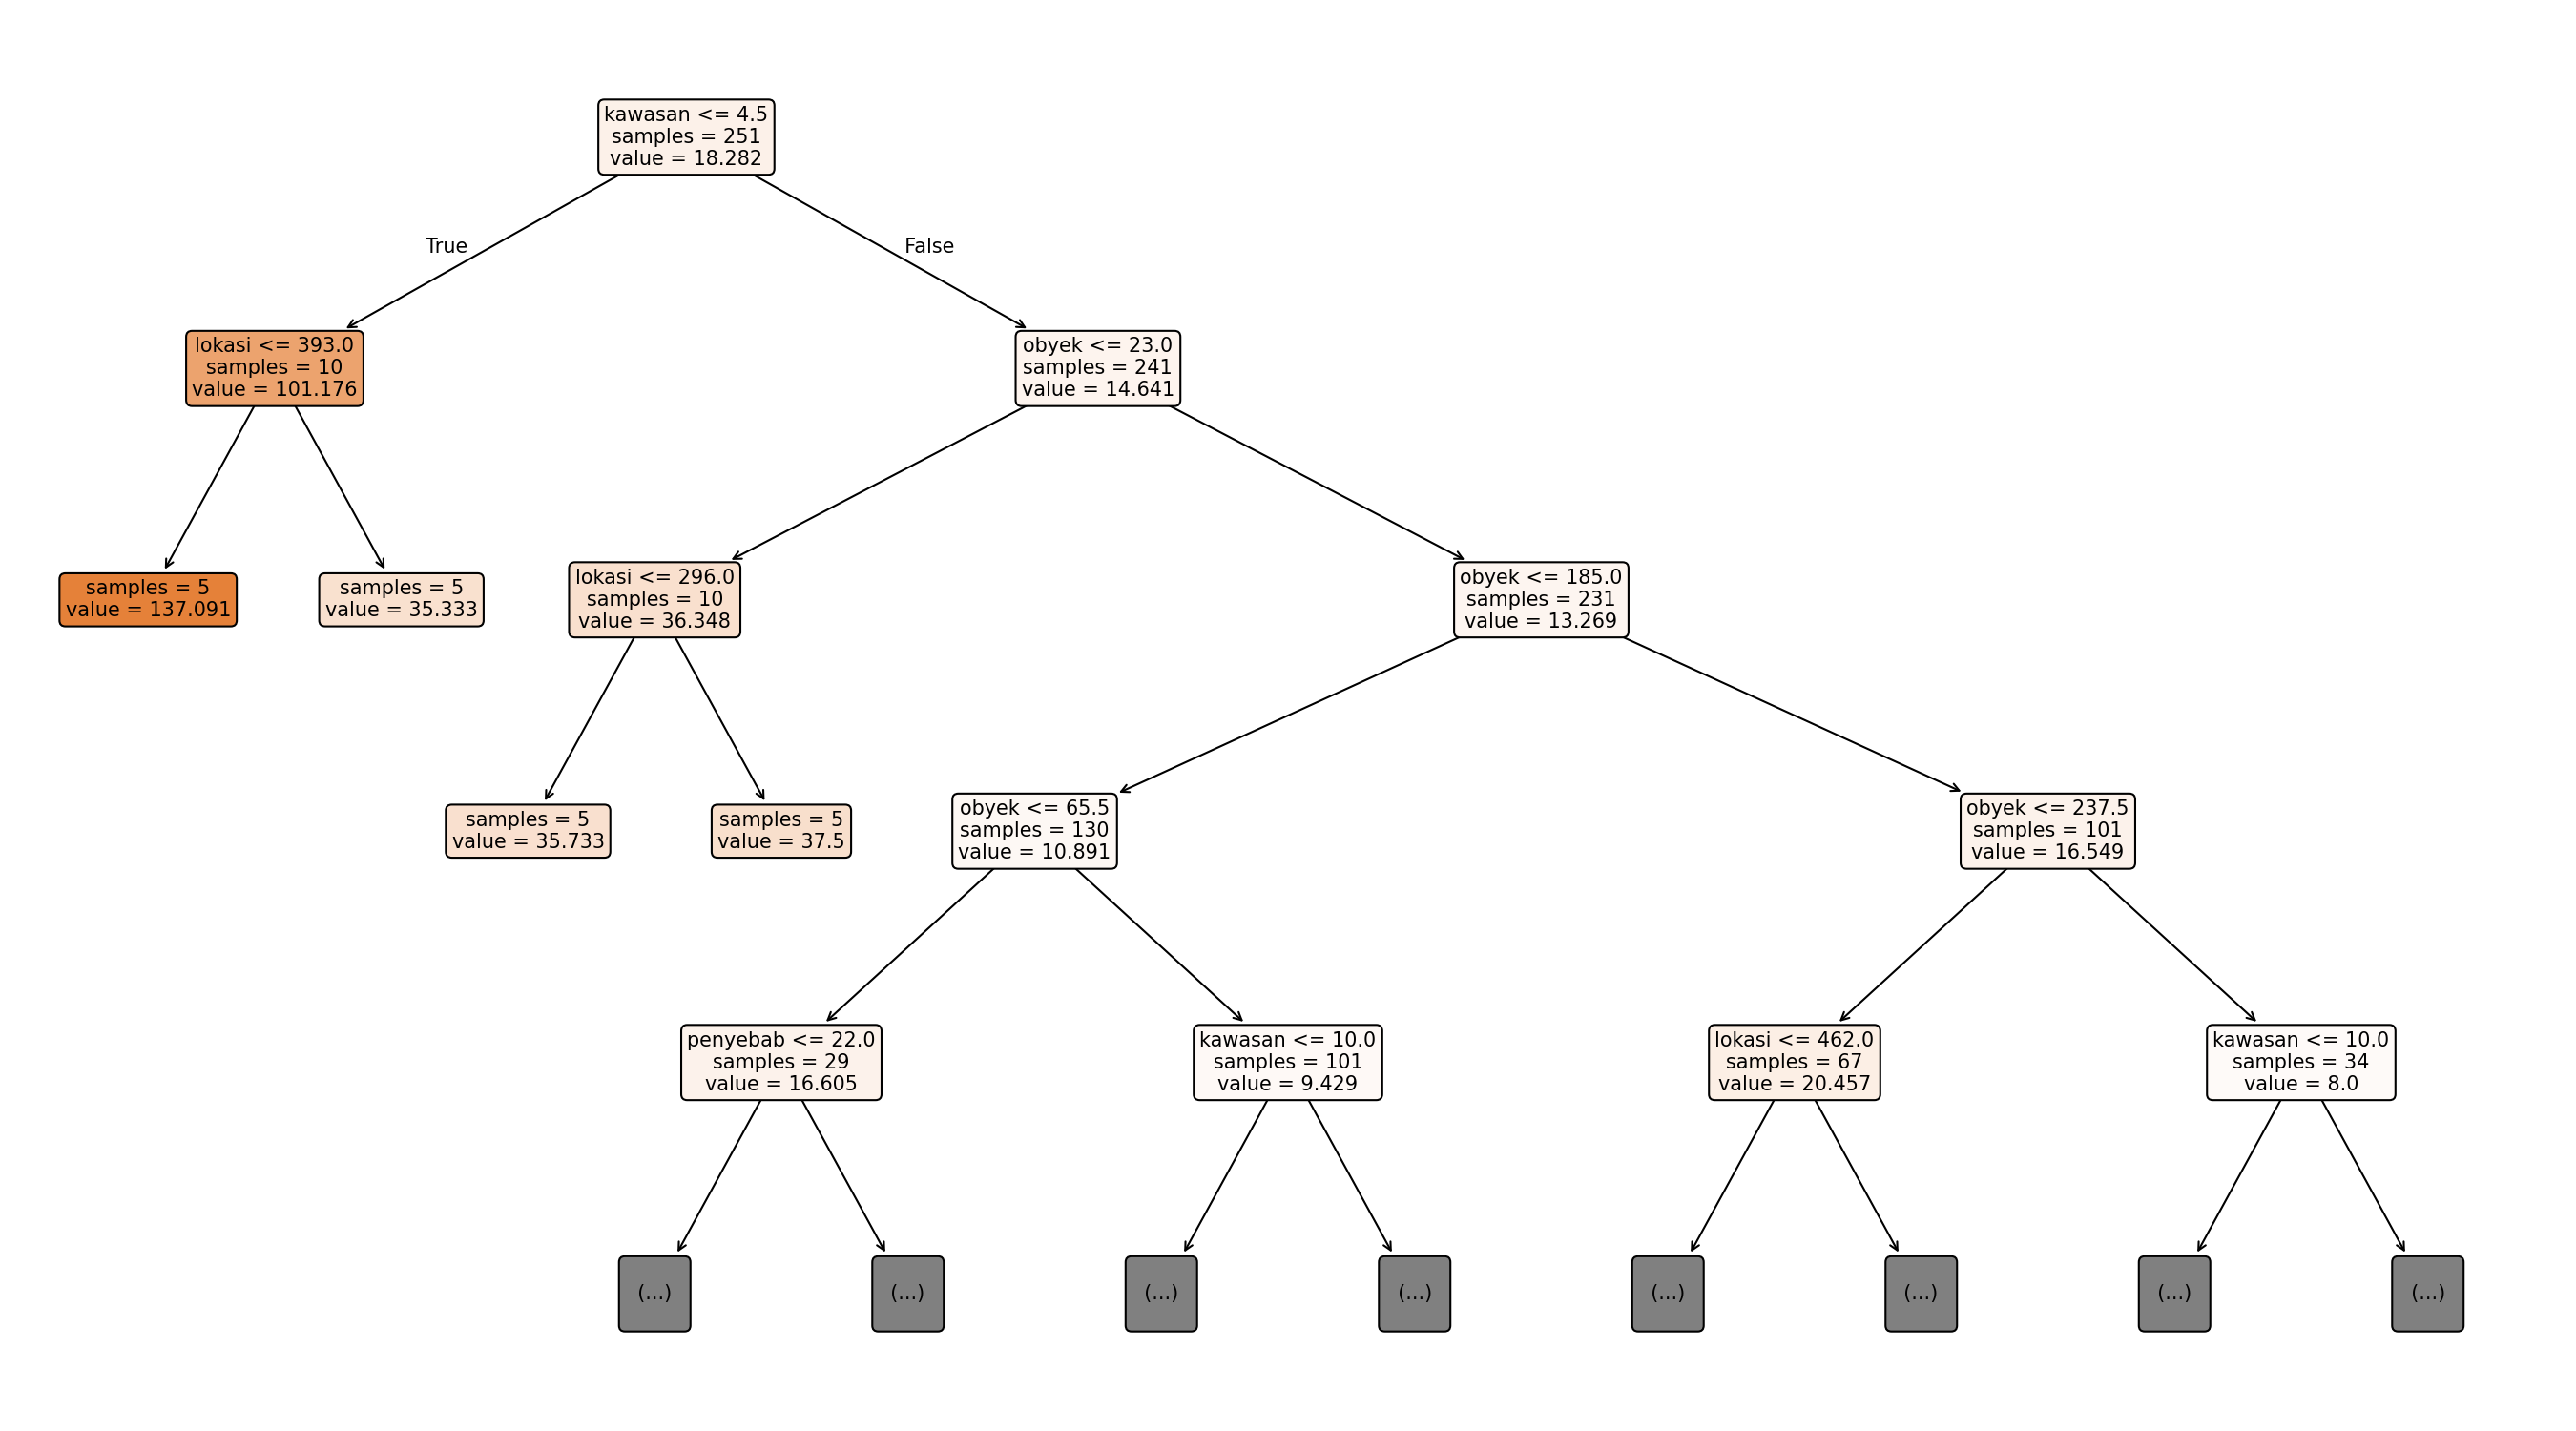 kawasan <= 4.5
samples = 251
value = 18.282
True
False
lokasi <= 393.0
samples = 10
value = 101.176
obyek <= 23.0
samples = 241
value = 14.641
samples = 5
value = 137.091
samples = 5
value = 35.333
lokasi <= 296.0
samples = 10
value = 36.348
obyek <= 185.0
samples = 231
value = 13.269
samples = 5
value = 35.733
samples = 5
value = 37.5
obyek <= 65.5
samples = 130
value = 10.891
obyek <= 237.5
samples = 101
value = 16.549
penyebab <= 22.0
samples = 29
value = 16.605
kawasan <= 10.0
samples = 101
value = 9.429
lokasi <= 462.0
samples = 67
value = 20.457
kawasan <= 10.0
samples = 34
value = 8.0
(...)
(...)
(...)
(...)
(...)
(...)
(...)
(...)